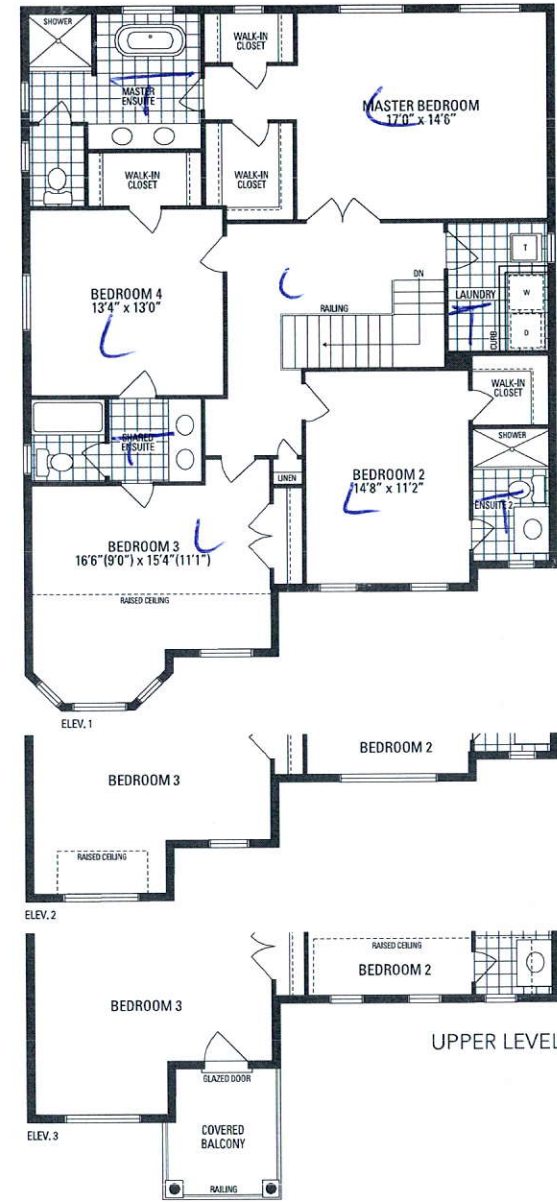 SHOWER
WALK-IN
CLOSET
MASTER
ENSUITE
T
MASTER BEDROOM
17'0" x 14'6"
C
WALK-IN
CLOSET
WALK-IN
CLOSET
BEDROOM 4
13'4" x 13'0"
C
C
DN
RAILING
T
LAUNDRY
T
CURB
W
D
WALK-IN
CLOSET
SHARED
ENSUITE
T
LINEN
BEDROOM 2
14'8" x 11'2"
C
SHOWER
ENSUITE 2
T
BEDROOM 3
16'6"(9'0") x 15'4"(11'1")
C
RAISED CEILING
ELEV. 1
BEDROOM 2
BEDROOM 3
RAISED CEILING
ELEV. 2
RAISED CEILING
BEDROOM 2
BEDROOM 3
UPPER LEVEL
GLAZED DOOR
ELEV. 3
COVERED
BALCONY
RAILING